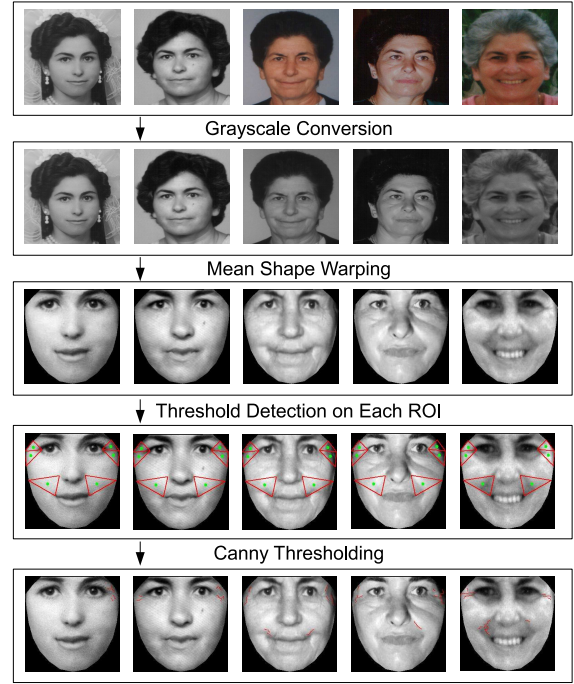 Grayscale Conversion
Mean Shape Warping
Threshold Detection on Each ROI
Canny Thresholding